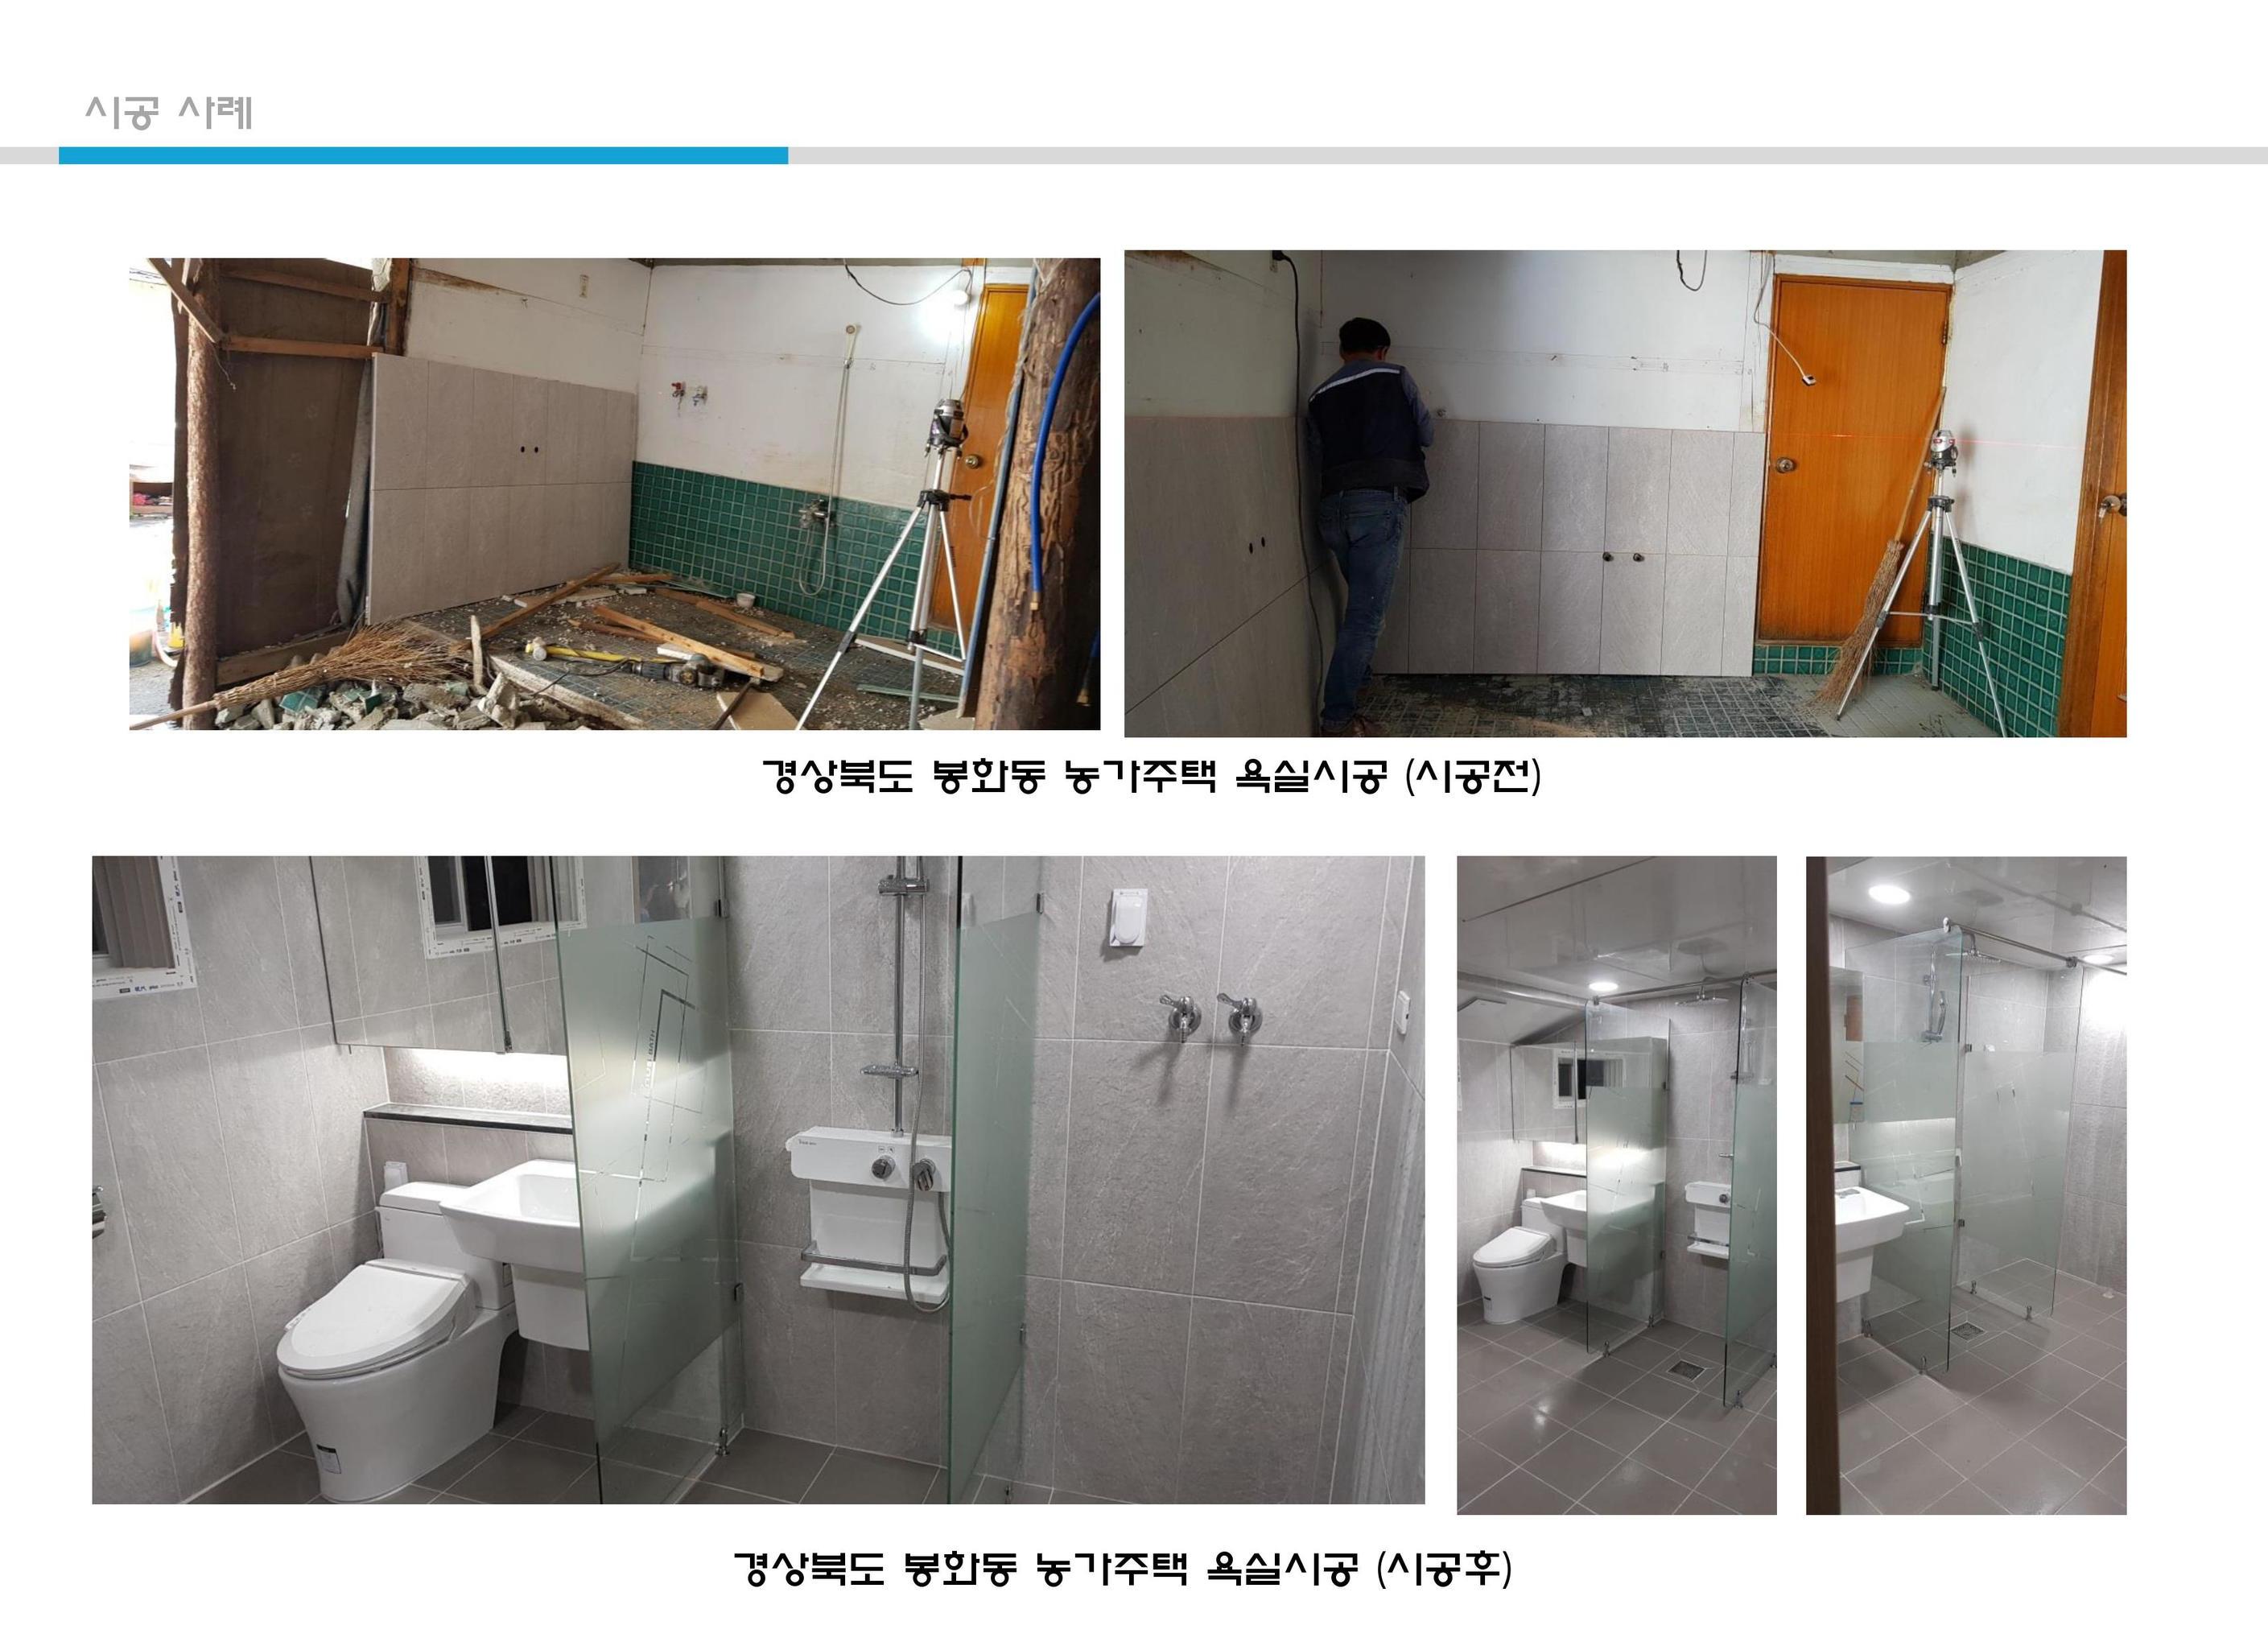 시공 사례
경상북도 봉화동 농가주택 욕실시공 (시공전)
경상북도 봉화동 농가주택 욕실시공 (시공후)